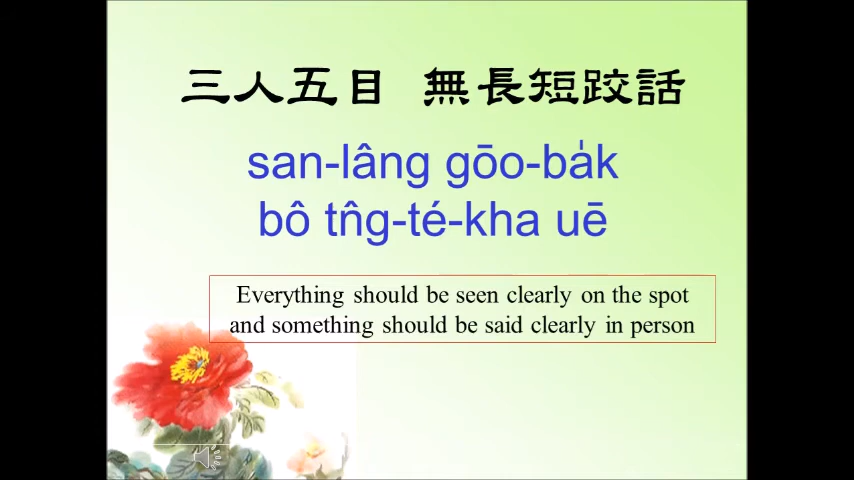 三人五目 無長短跤話
san-lâng gōo-ba̍k
bô tn̂g-té-kha uē
Everything should be seen clearly on the spot
and something should be said clearly in person